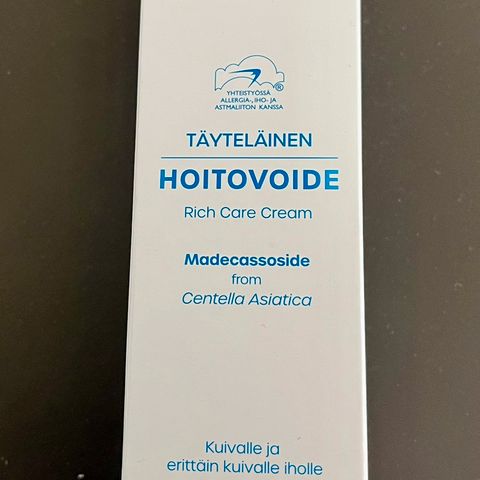 ®
YHTEISTYÖSSÄ
ALLERGIA-, IHO- JA
ASTMALIITON KANSSA
TÄYTELÄINEN
HOITOVOIDE
Rich Care Cream
Madecassoside
from
Centella Asiatica
Kuivalle ja
erittäin kuivalle iholle